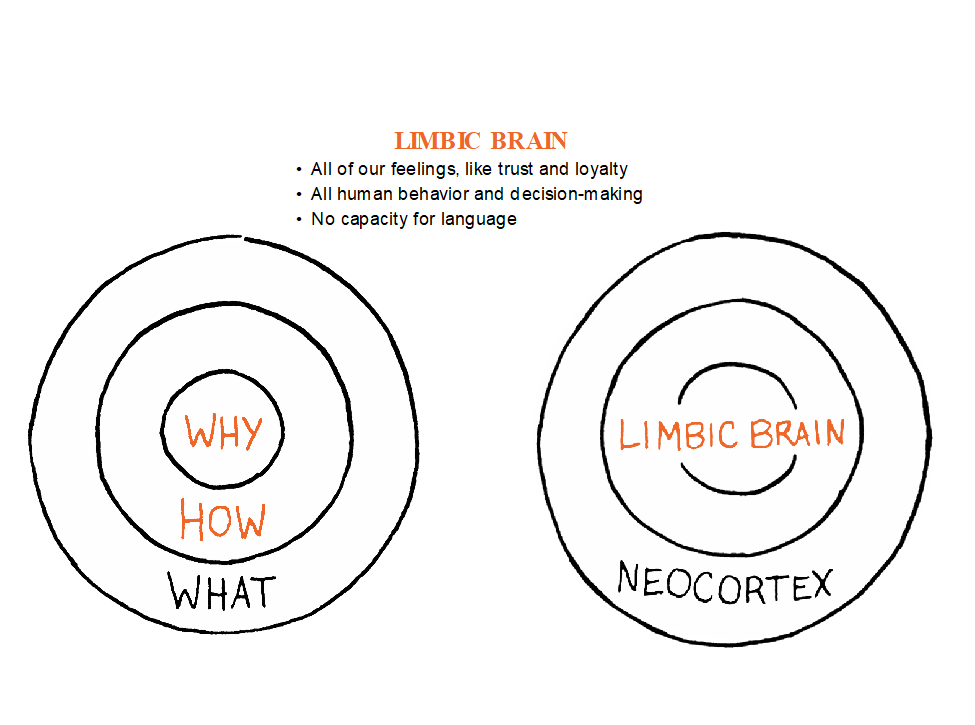 LIMBIC BRAIN
• All of our feelings, like trust and loyalty
• All human behavior and decision-making
• No capacity for language
WHY
HOW
WHAT
LIMBIC BRAIN
NEOCORTEX